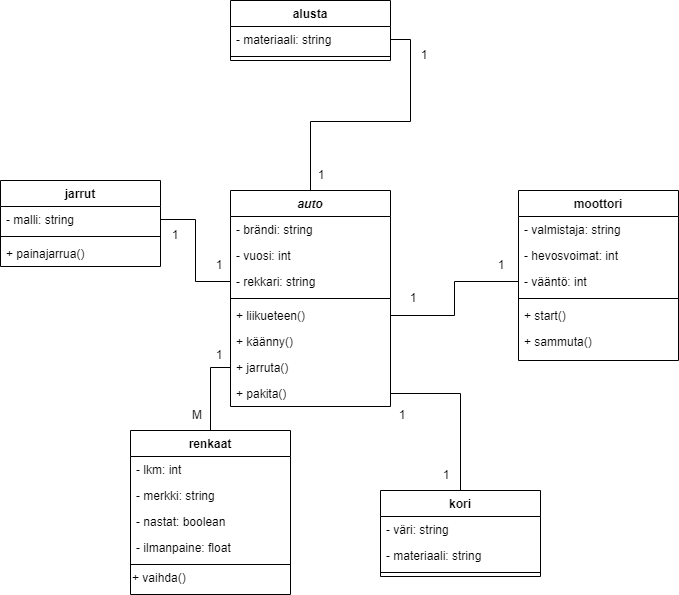 alusta
- materiaali: string
1
1
jarrut
- malli: string
+ painajarrua()
1
1
auto
- brändi: string
- vuosi: int
- rekkari: string
+ liikueteen()
+ käänny()
+ jarruta()
+ pakita()
1
1
moottori
- valmistaja: string
- hevosvoimat: int
- vääntö: int
+ start()
+ sammuta()
1
M
renkaat
- lkm: int
- merkki: string
- nastat: boolean
- ilmanpaine: float
+ vaihda()
1
1
kori
- väri: string
- materiaali: string